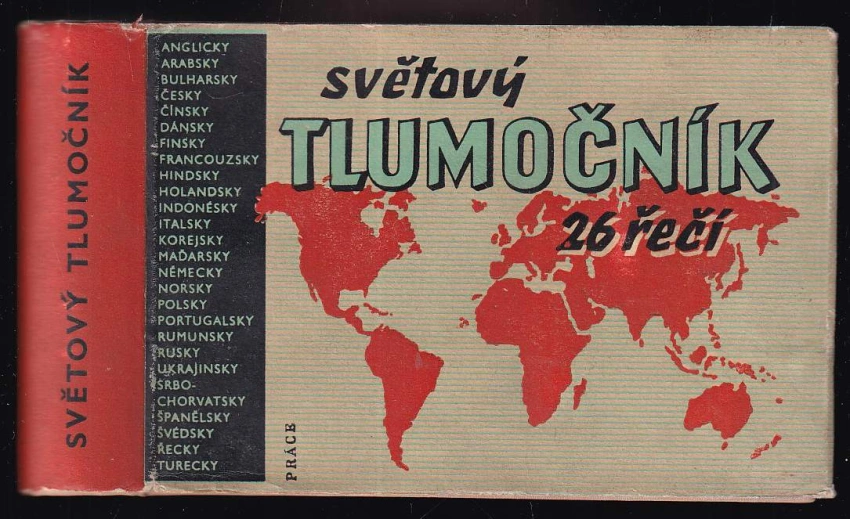 SVĚTOVÝ TLUMOČNÍK
ANGLICKY
ARABSKY
BULHARSKY
ČESKY
ČÍNSKY
DÁNSKY
FINSKY
FRANCOUZSKY
HINDSKY
HOLANDSKY
INDONÉSKY
ITALSKY
KOREJSKY
MAĎARSKY
NĚMECKY
NORSKY
POLSKY
PORTUGALSKY
RUMUNSKY
RUSKY
UKRAJINSKY
SRBO-
CHORVATSKY
ŠPANĚLSKY
ŠVÉDSKY
ŘECKY
TURECKY
světový
TLUMOČNÍK
26 řečí
PRÁCE